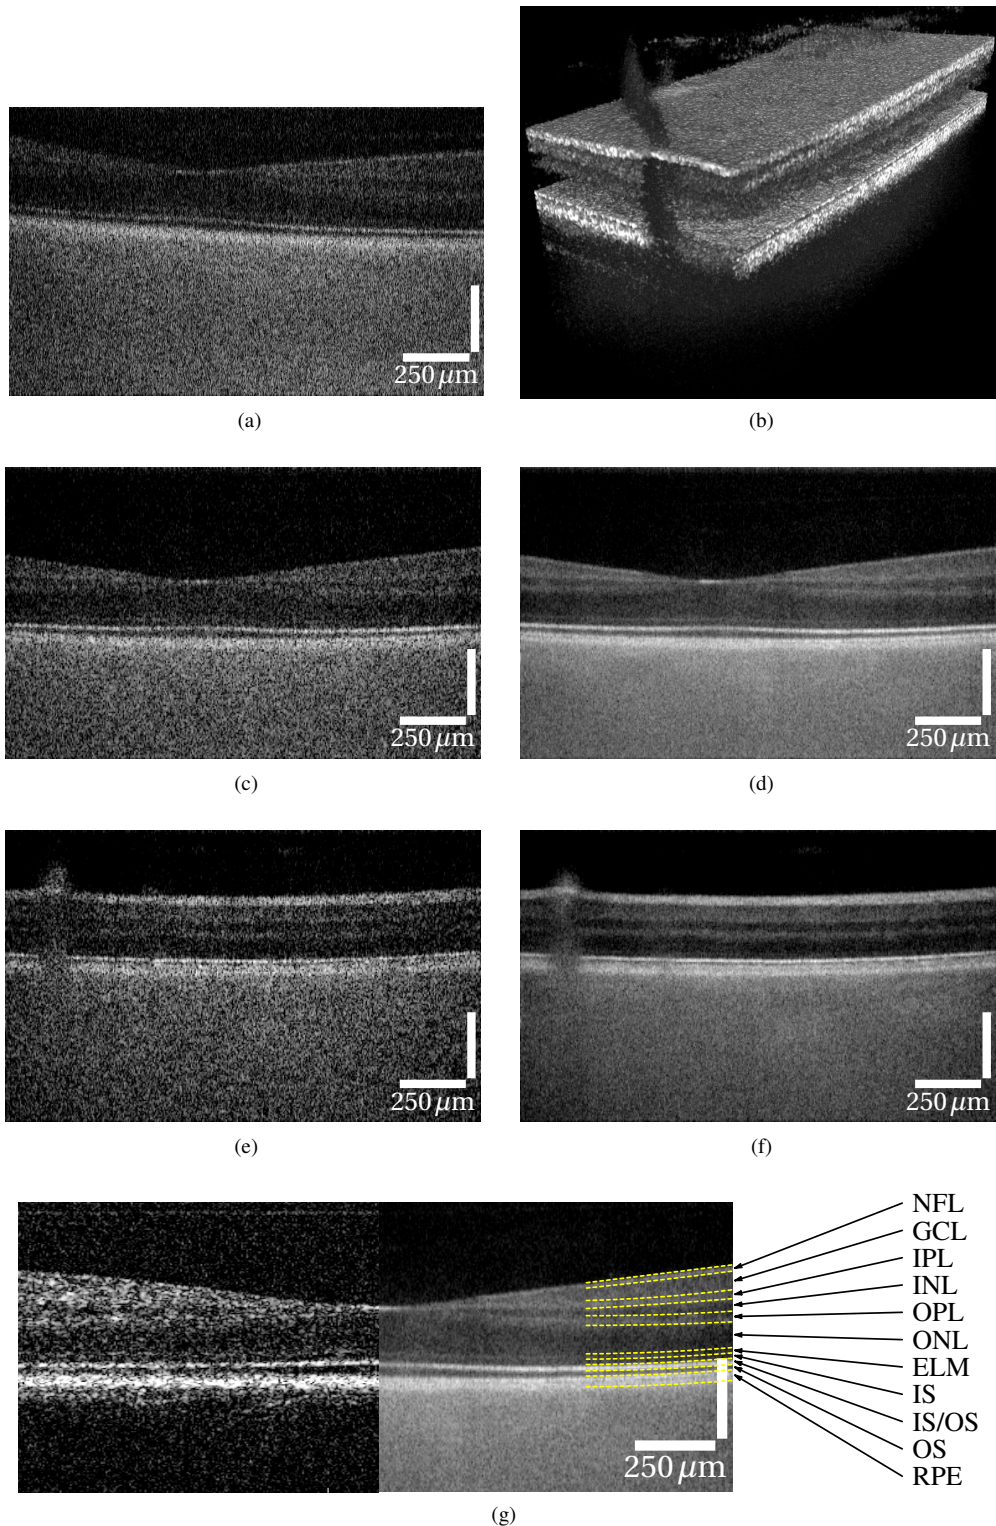 250 μm
(a)
(b)
250 μm
250 μm
(c)
(d)
250 μm
250 μm
(e)
(f)
NFL
GCL
IPL
INL
OPL
ONL
ELM
IS
IS/OS
OS
RPE
250 μm
(g)